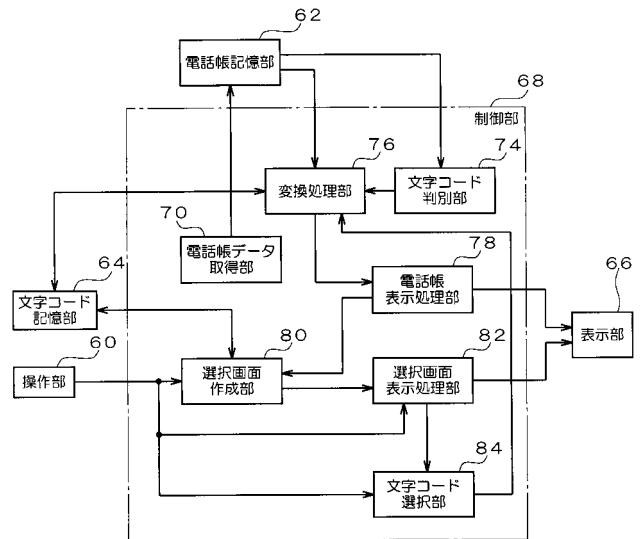 62
電話帳記憶部
68
制御部
76
変換処理部
74
文字コード
判別部
70
電話帳データ
取得部
78
電話帳
表示処理部
64
文字コード
記憶部
66
表示部
60
操作部
80
選択画面
作成部
82
選択画面
表示処理部
84
文字コード
選択部